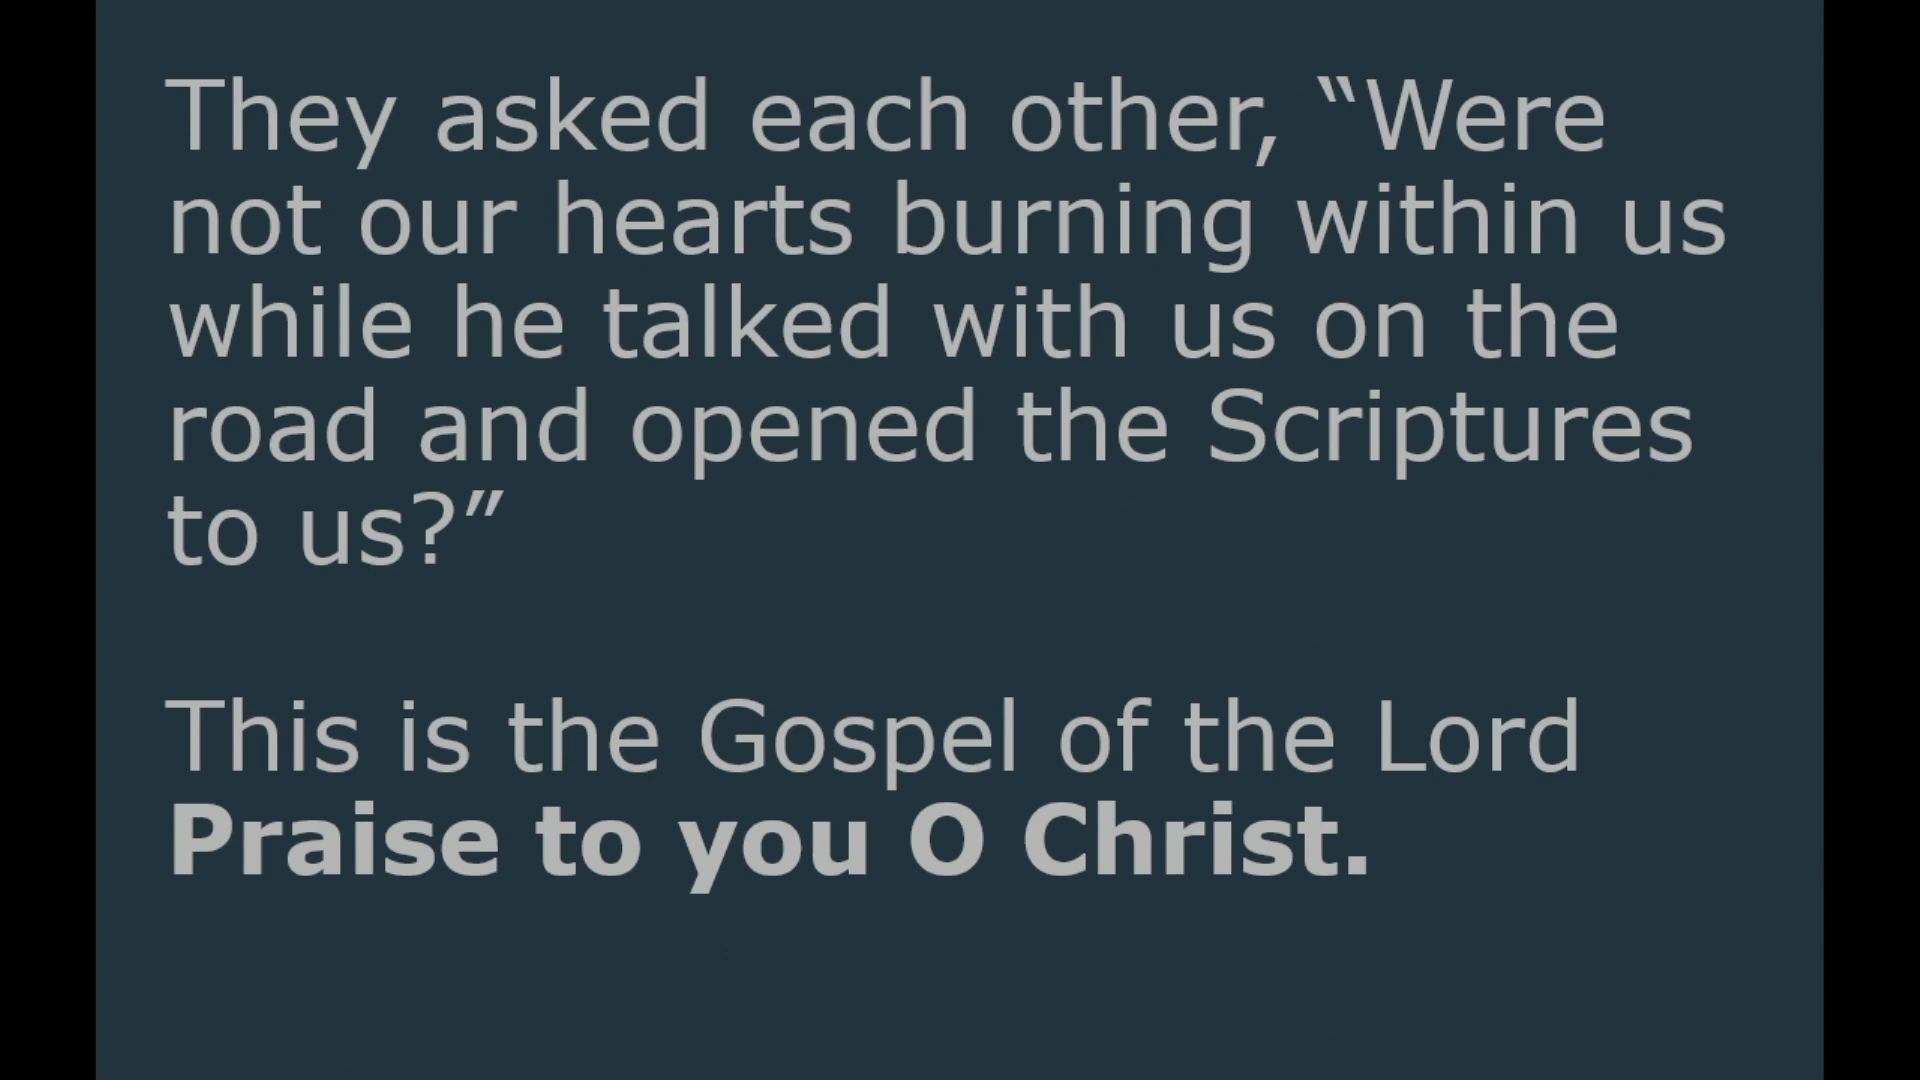 They asked each other, “Were
not our hearts burning within us
while he talked with us on the
road and opened the Scriptures
to us?”
This is the Gospel of the Lord
Praise to you O Christ.